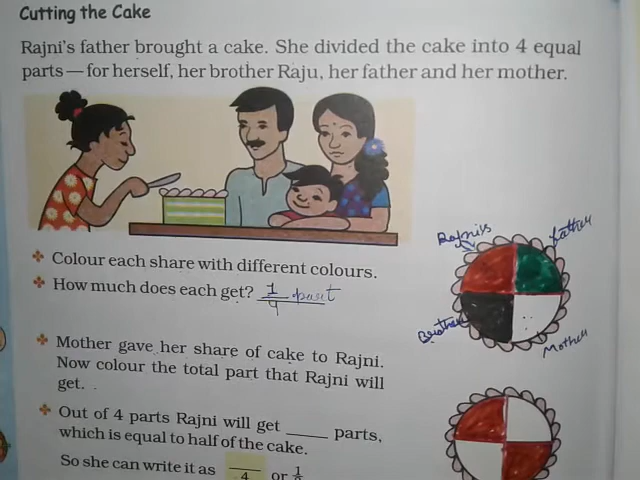 Cutting the Cake
Rajni's father brought a cake. She divided the cake into 4 equal
parts — for herself, her brother Raju, her father and her mother.
Rajniss
father
❖ Colour each share with different colours.
❖ How much does each get? 1/4 part
Brother
Mother
❖ Mother gave her share of cake to Rajni.
Now colour the total part that Rajni will
get.
❖ Out of 4 parts Rajni will get ____ parts,
which is equal to half of the cake.
So she can write it as __/4 or